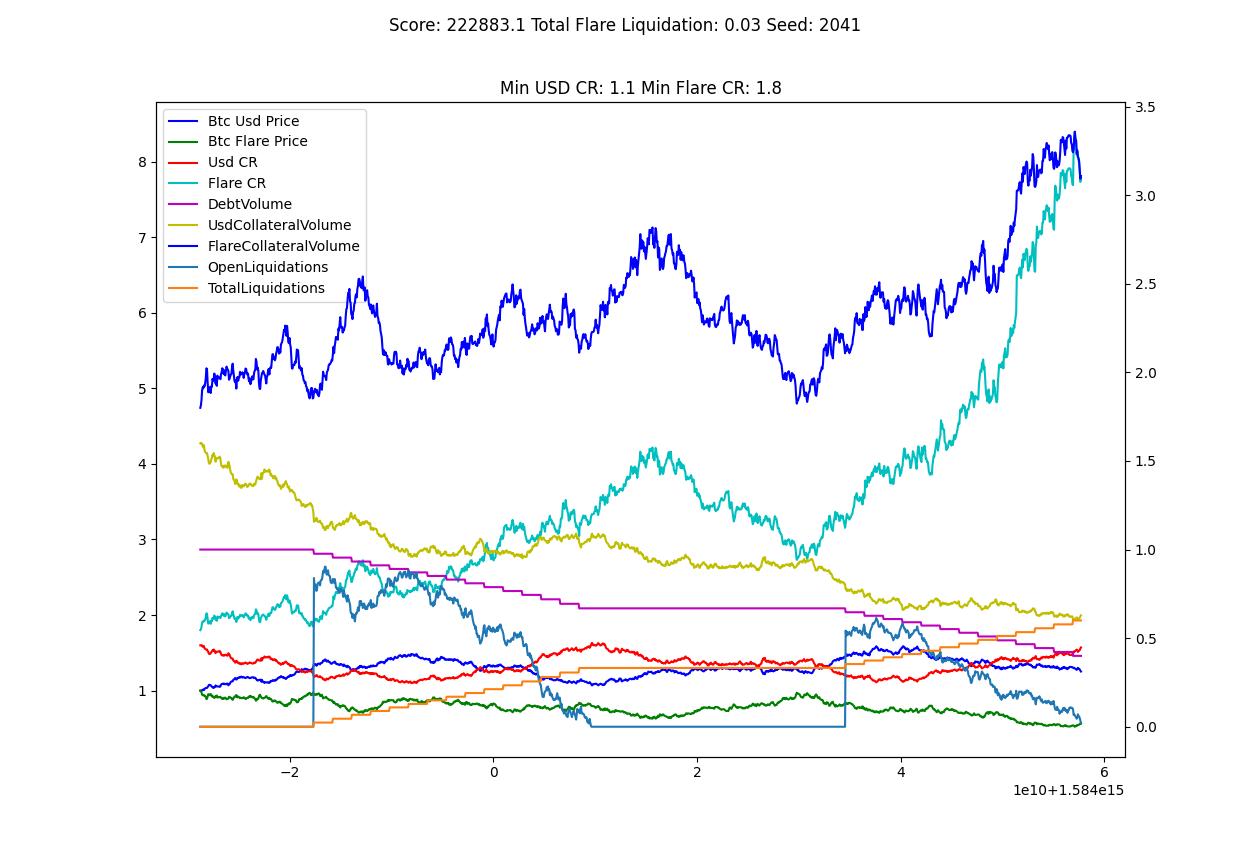 Score: 222883.1 Total Flare Liquidation: 0.03 Seed: 2041
Min USD CR: 1.1 Min Flare CR: 1.8
Btc Usd Price
Btc Flare Price
Usd CR
Flare CR
DebtVolume
UsdCollateralVolume
FlareCollateralVolume
OpenLiquidations
TotalLiquidations
8
7
6
5
4
3
2
1
3.5
3.0
2.5
2.0
1.5
1.0
0.5
0.0
−2
0
2
4
6
1e10+1.584e15